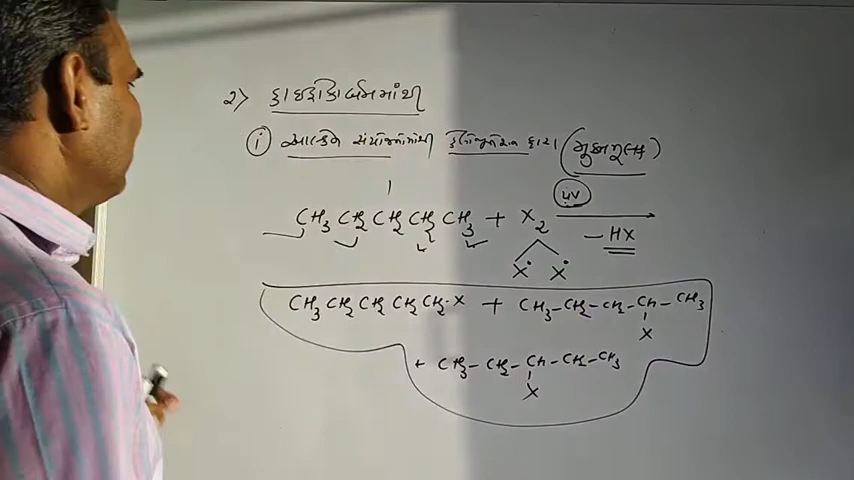 2) હાઇડ્રોકાર્બનમાંથી
(i) આલ્કેન સંયોજનોમાંથી હેલોજીનેશન દ્વારા (મુક્તમૂલક)
CH3 CH2 CH2 CH2 CH3 + X2 UV – HX
X• X•
CH3 CH2 CH2 CH2 CH2-X + CH3-CH2-CH2-CH-CH3
X
+ CH3-CH2-CH-CH2-CH3
X